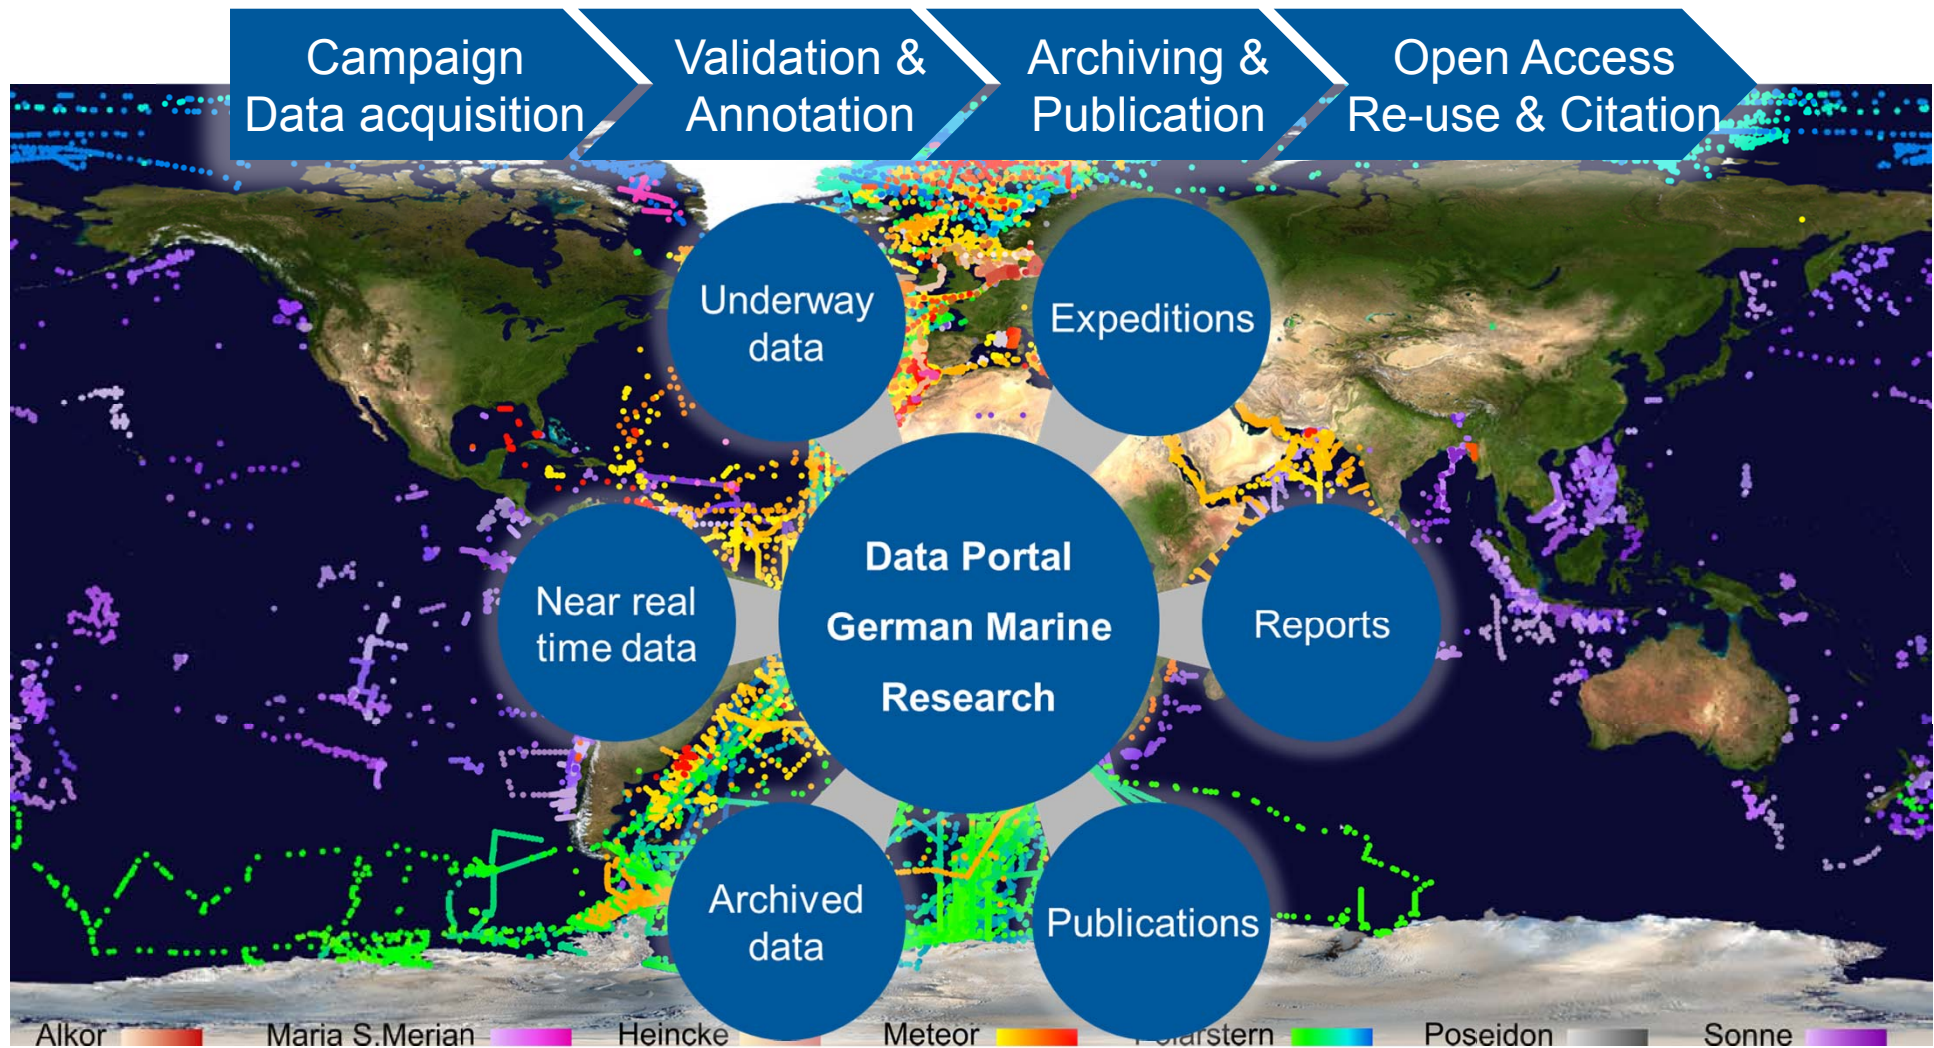 Campaign
Data acquisition
Validation &
Annotation
Archiving &
Publication
Open Access
Re-use & Citation
Underway
data
Expeditions
Near real
time data
Data Portal
German Marine
Research
Reports
Archived
data
Publications
Alkor
Maria S.Merian
Heincke
Meteor
Polarstern
Poseidon
Sonne